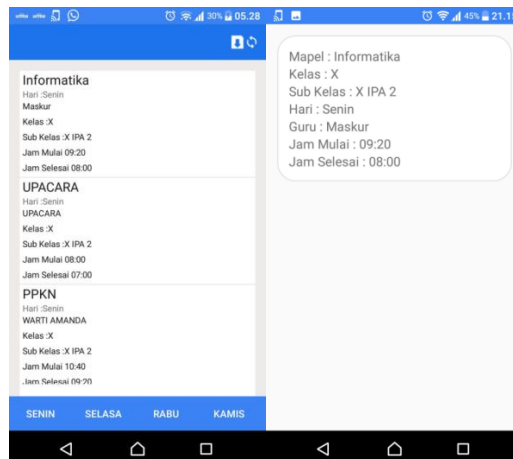 30% 05.28
Informatika
Hari :Senin
Maskur
Kelas :X
Sub Kelas :X IPA 2
Jam Mulai 09:20
Jam Selesai 08:00
UPACARA
Hari :Senin
UPACARA
Kelas :X
Sub Kelas :X IPA 2
Jam Mulai 08:00
Jam Selesai 07:00
PPKN
Hari :Senin
WARTI AMANDA
Kelas :X
Sub Kelas :X IPA 2
Jam Mulai 10:40
Jam Selesai 09:20
SENIN SELASA RABU KAMIS
45% 21.1
Mapel : Informatika
Kelas : X
Sub Kelas : X IPA 2
Hari : Senin
Guru : Maskur
Jam Mulai : 09:20
Jam Selesai : 08:00